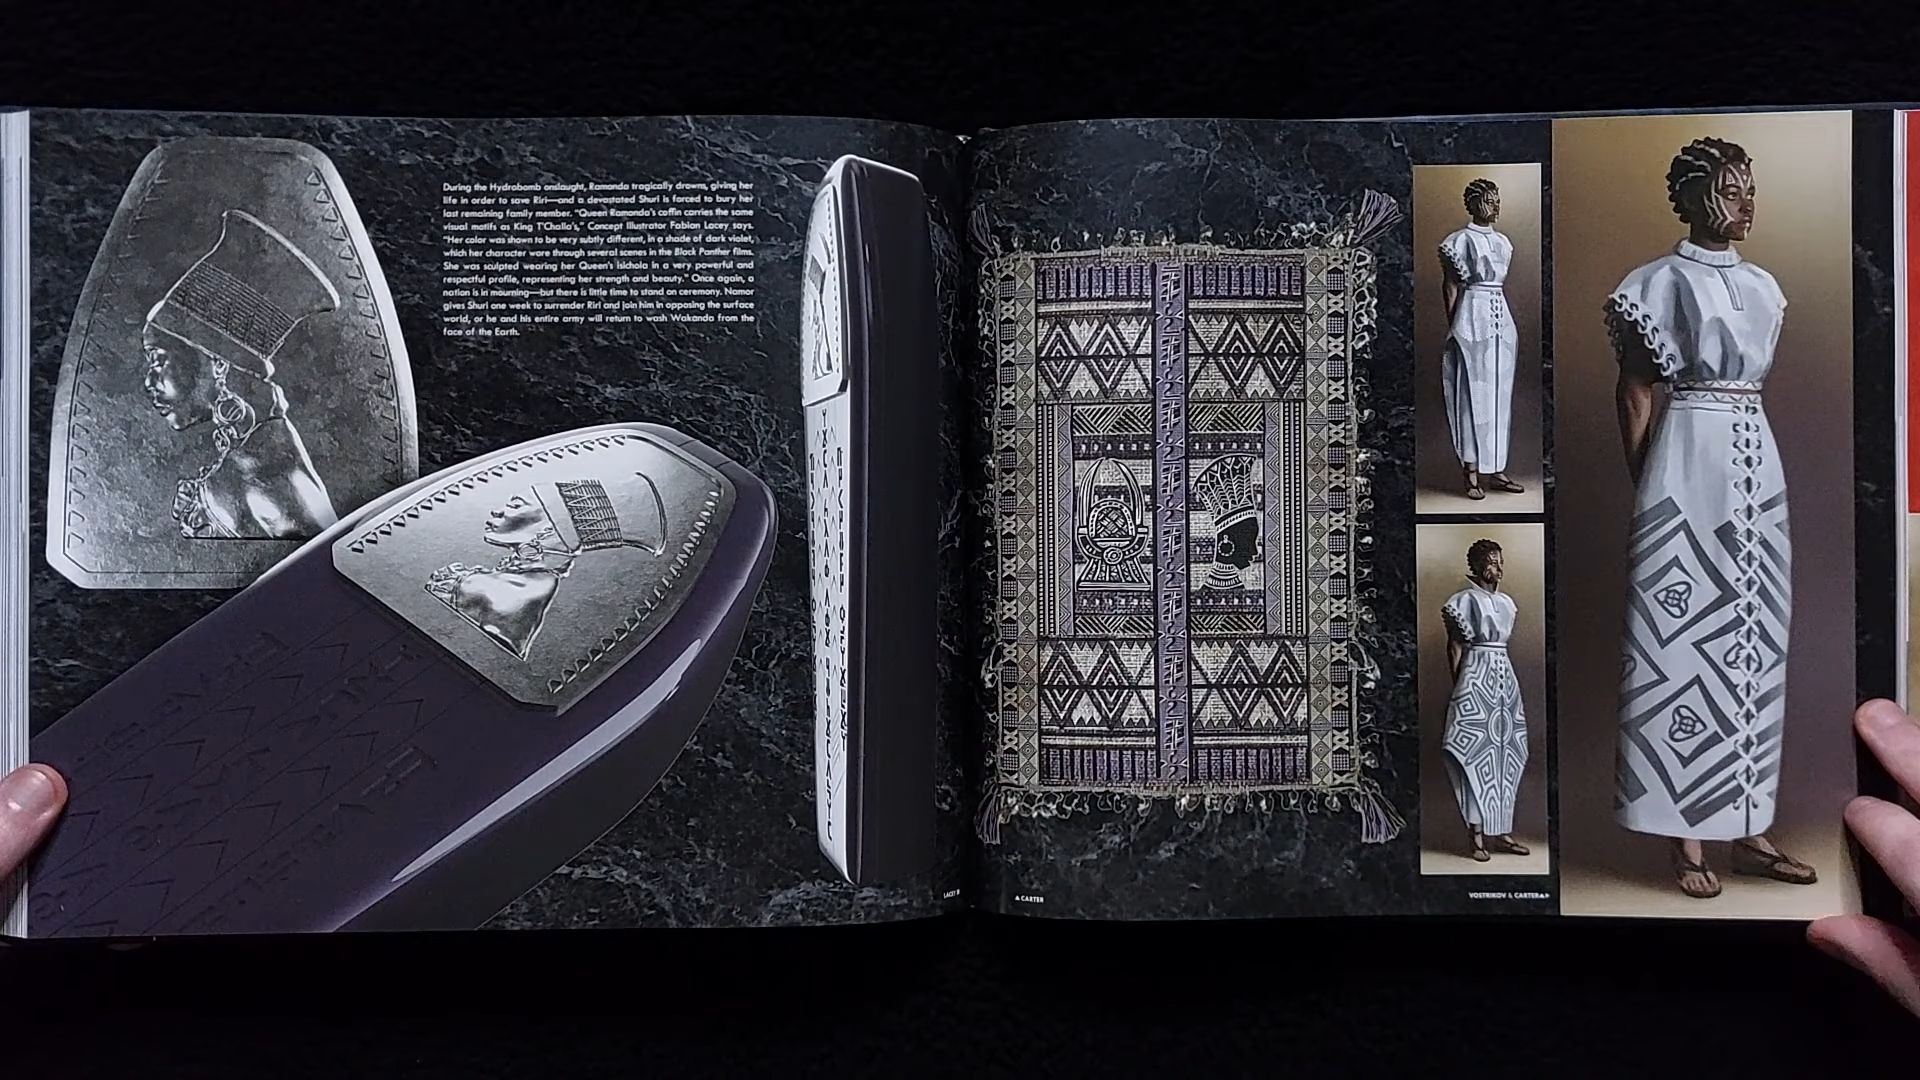 During the Hydrobomb onslaught, Ramonda tragically drowns, giving her
life in order to save Riri—and a devastated Shuri is forced to bury her
last remaining family member. "Queen Ramonda's coffin carries the same
visual motifs as King T'Challa's," Concept Illustrator Fabian Lacey says.
"Her color was shown to be very subtly different, in a shade of dark violet,
which her character wore through several scenes in the Black Panther films.
She was sculpted wearing her Queen's Isichola in a very powerful and
respectful profile, representing her strength and beauty." Once again, a
nation is in mourning—but there is little time to stand on ceremony. Namor
gives Shuri one week to surrender Riri and join him in opposing the surface
world, or he and his entire army will return to wash Wakanda from the
face of the Earth.
LACEY
▲ CARTER
VOSTRIKOV & CARTER▲▶